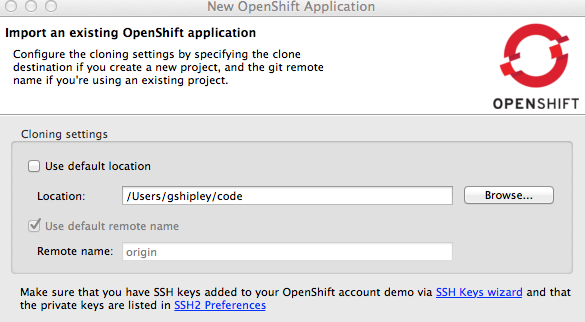 New OpenShift Application
Import an existing OpenShift application
Configure the cloning settings by specifying the clone
destination if you create a new project, and the git remote
name if you're using an existing project.
OPENSHIFT
Cloning settings
Use default location
Location: /Users/gshipley/code Browse...
Use default remote name
Remote name: origin
Make sure that you have SSH keys added to your OpenShift account demo via SSH Keys wizard and that
the private keys are listed in SSH2 Preferences